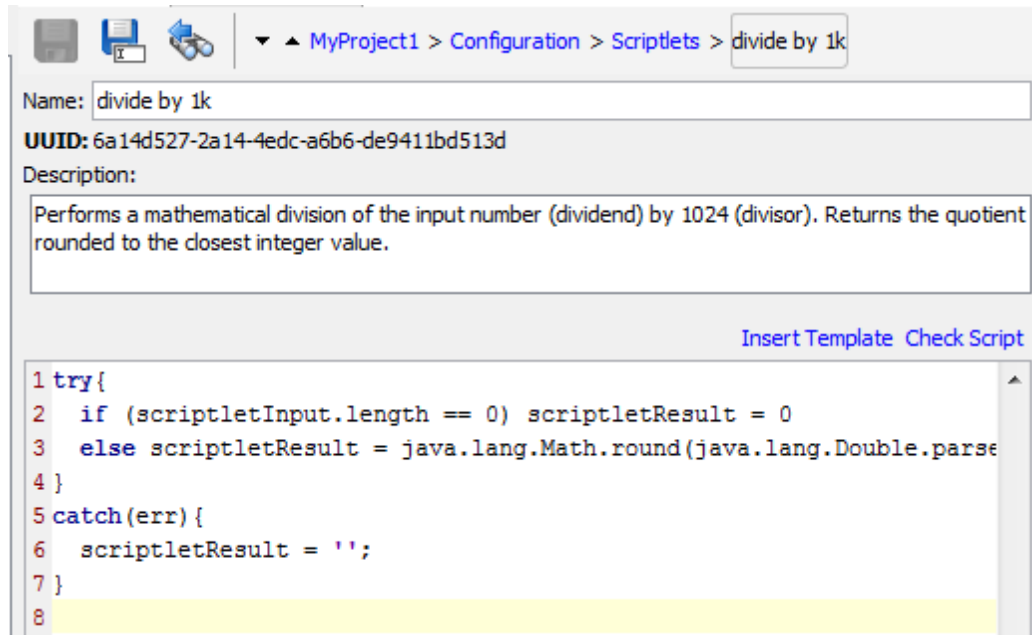 MyProject1 > Configuration > Scriptlets > divide by 1k
Name: divide by 1k
UUID: 6a14d527-2a14-4edc-a6b6-de9411bd513d
Description:
Performs a mathematical division of the input number (dividend) by 1024 (divisor). Returns the quotient
rounded to the closest integer value.
Insert Template Check Script
1 try{
2   if (scriptletInput.length == 0) scriptletResult = 0
3   else scriptletResult = java.lang.Math.round(java.lang.Double.parse
4 }
5 catch(err){
6   scriptletResult = '';
7 }
8